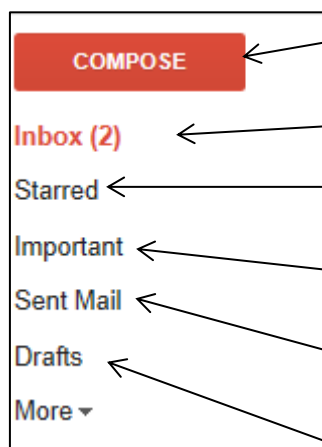 COMPOSE
Inbox (2)
Starred
Important
Sent Mail
Drafts
More